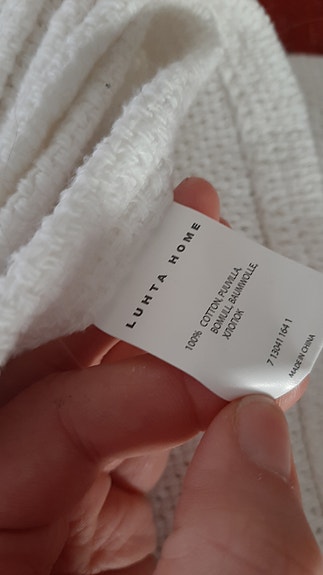 LUHTA HOME
100% COTTON, PUUVILLA,
BOMULL, BAUMWOLLE,
ХЛОПОК
7 13041 164 1
MADE IN CHINA